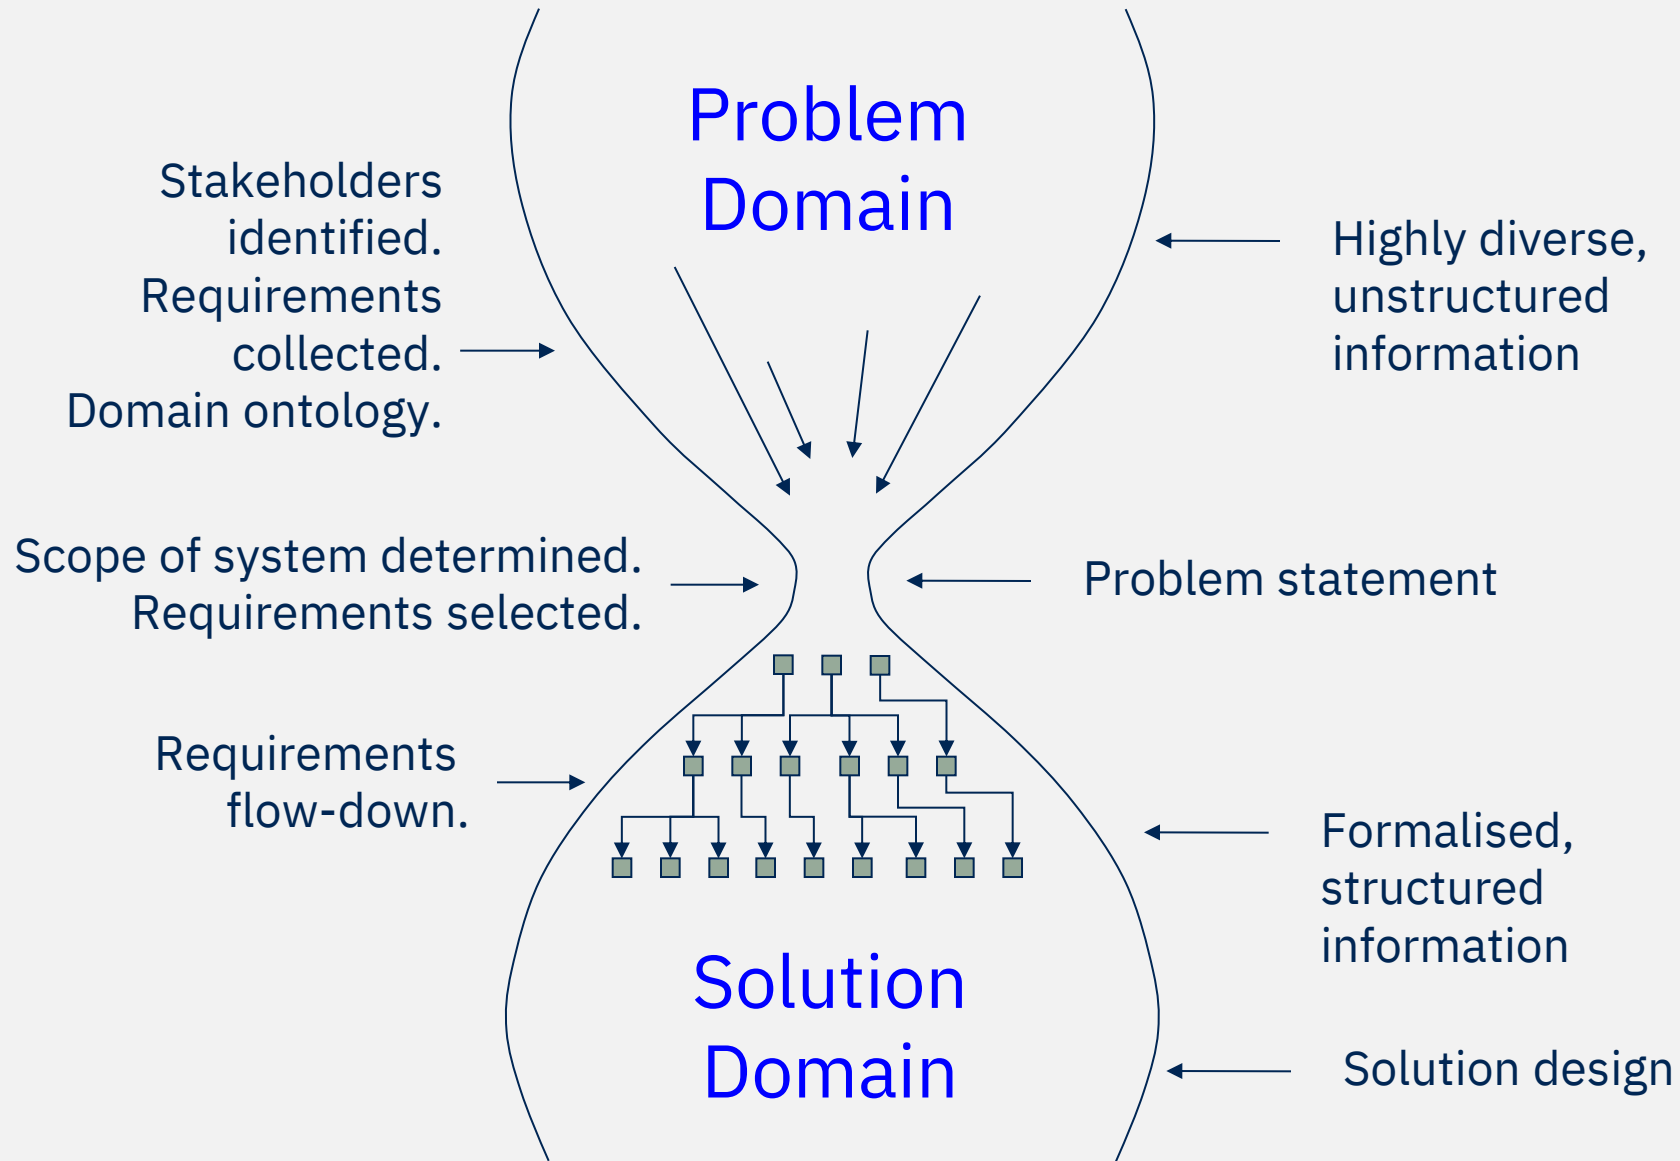 Problem
Domain
Stakeholders
identified.
Requirements
collected.
Domain ontology.
Highly diverse,
unstructured
information
Scope of system determined.
Requirements selected.
Problem statement
Requirements
flow-down.
Formalised,
structured
information
Solution
Domain
Solution design